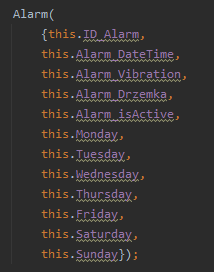 Alarm(
{this.ID_Alarm,
this.Alarm_DateTime,
this.Alarm_Vibration,
this.Alarm_Drzemka,
this.Alarm_isActive,
this.Monday,
this.Tuesday,
this.Wednesday,
this.Thursday,
this.Friday,
this.Saturday,
this.Sunday});